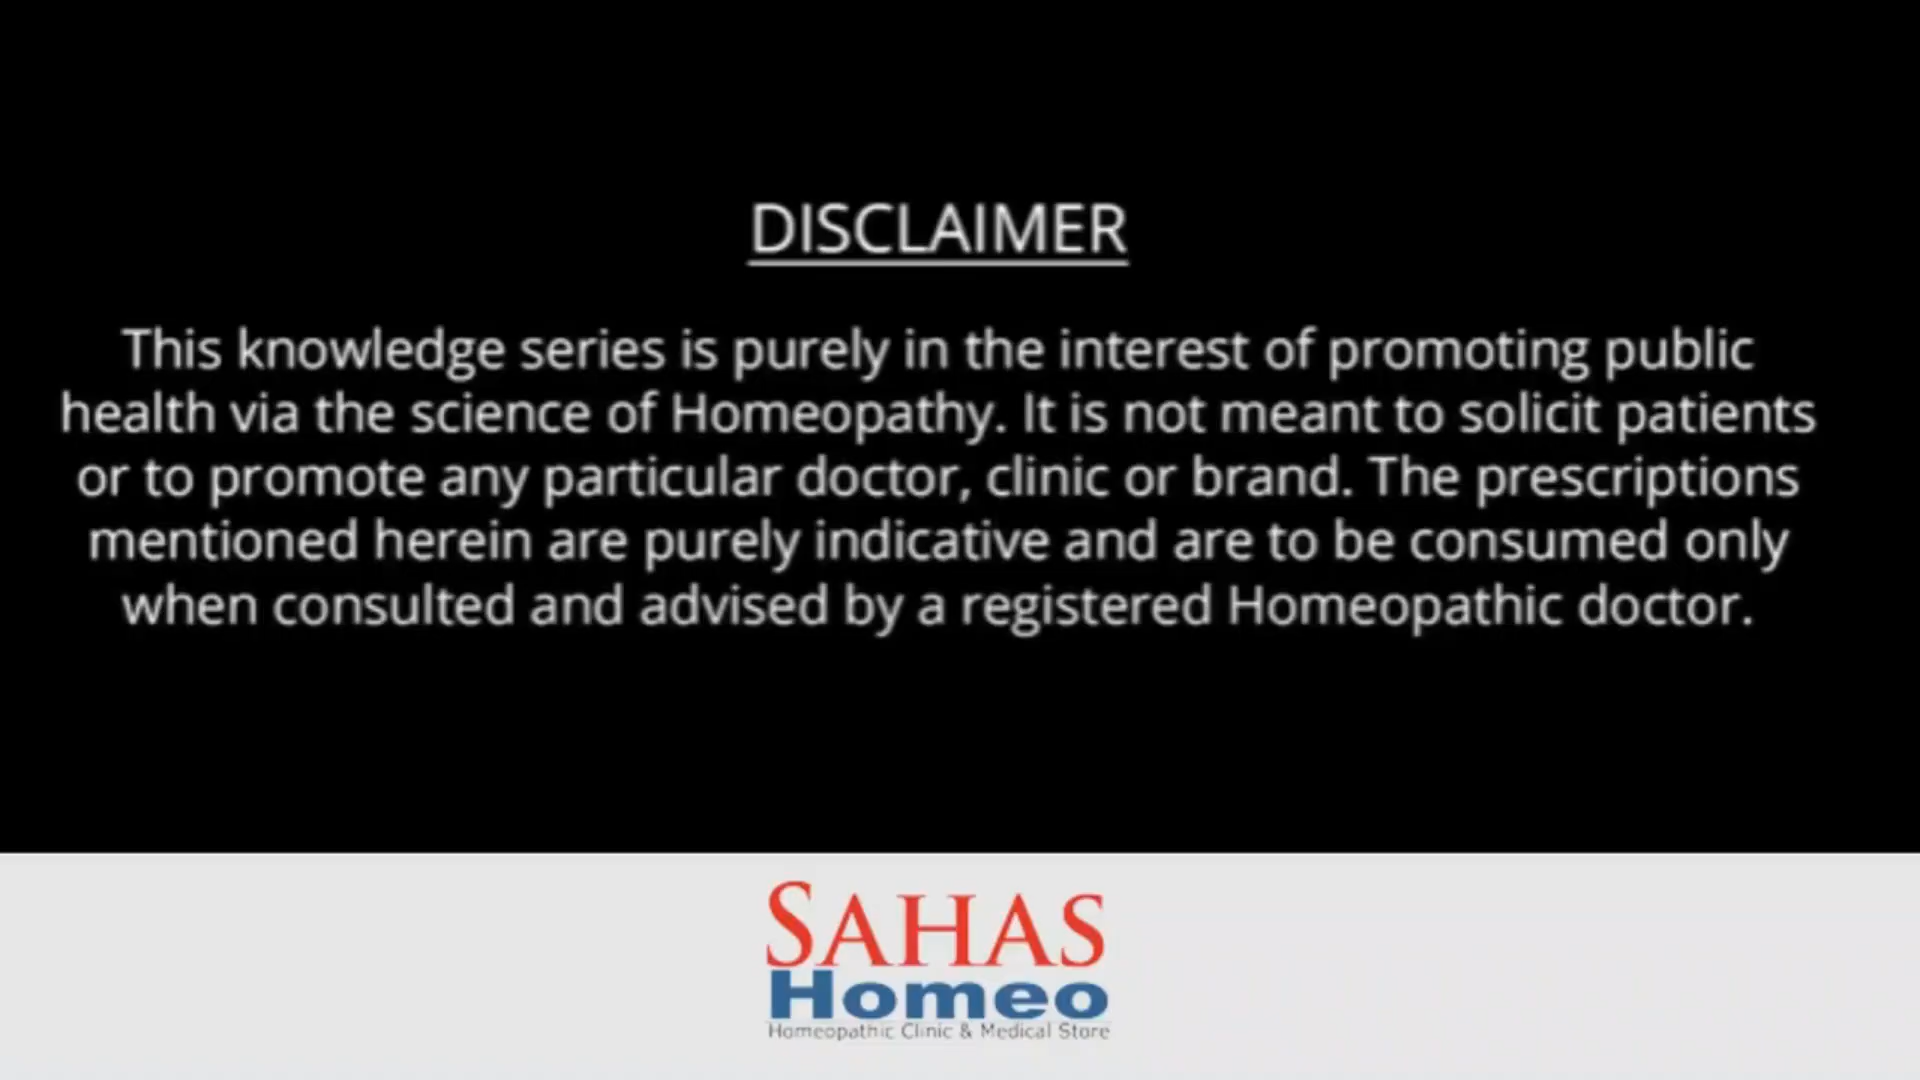 DISCLAIMER
This knowledge series is purely in the interest of promoting public
health via the science of Homeopathy. It is not meant to solicit patients
or to promote any particular doctor, clinic or brand. The prescriptions
mentioned herein are purely indicative and are to be consumed only
when consulted and advised by a registered Homeopathic doctor.
SAHAS
Homeo
Homeopathic Clinic & Medical Store